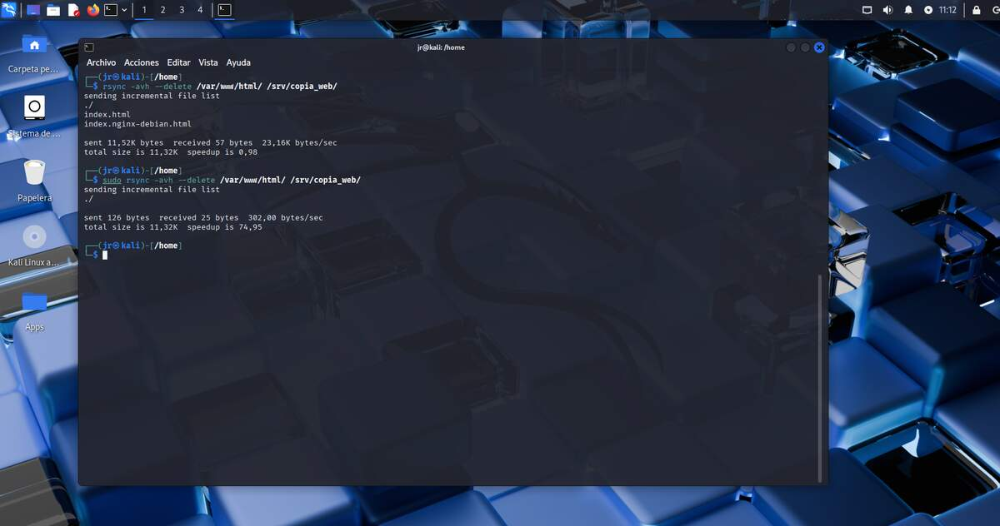 1 2 3 4
11:12
jr@kali: /home
Archivo Acciones Editar Vista Ayuda
┌──(jr㉿kali)-[/home]
└─$ rsync -avh --delete /var/www/html/ /srv/copia_web/
sending incremental file list
./
index.html
index.nginx-debian.html
sent 11,52K bytes  received 57 bytes  23,16K bytes/sec
total size is 11,32K  speedup is 0,98
┌──(jr㉿kali)-[/home]
└─$ sudo rsync -avh --delete /var/www/html/ /srv/copia_web/
sending incremental file list
./
sent 126 bytes  received 25 bytes  302,00 bytes/sec
total size is 11,32K  speedup is 74,95
┌──(jr㉿kali)-[/home]
└─$
Carpeta pe...
Sistema de ...
Papelera
Kali Linux a...
Apps